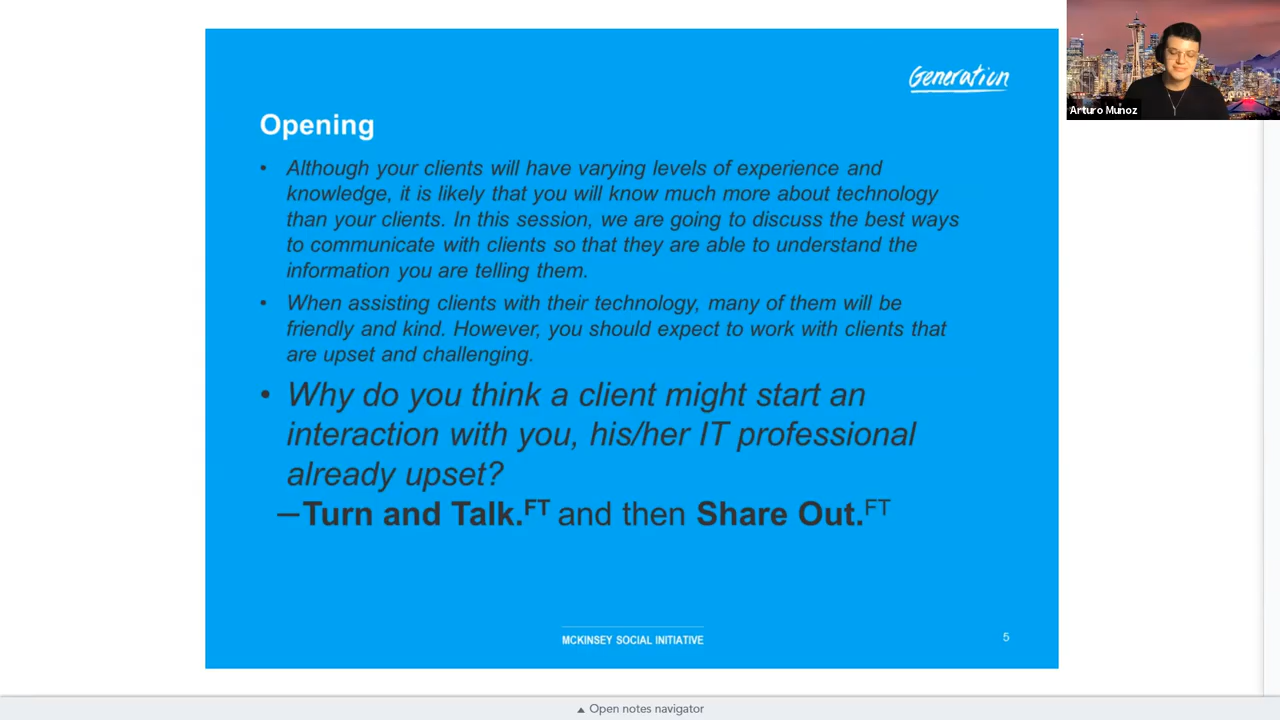 Generation
Arturo Munoz
Opening
• Although your clients will have varying levels of experience and
knowledge, it is likely that you will know much more about technology
than your clients. In this session, we are going to discuss the best ways
to communicate with clients so that they are able to understand the
information you are telling them.
• When assisting clients with their technology, many of them will be
friendly and kind. However, you should expect to work with clients that
are upset and challenging.
• Why do you think a client might start an
interaction with you, his/her IT professional
already upset?
–Turn and Talk.FT and then Share Out.FT
MCKINSEY SOCIAL INITIATIVE
5
▲ Open notes navigator